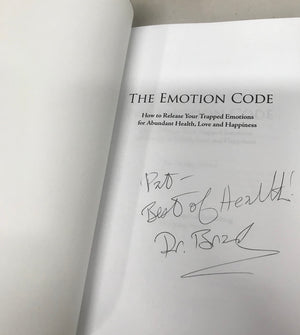 THE EMOTION CODE
How to Release Your Trapped Emotions
for Abundant Health, Love and Happiness
Pat-
Best of Health!
Dr. Brad